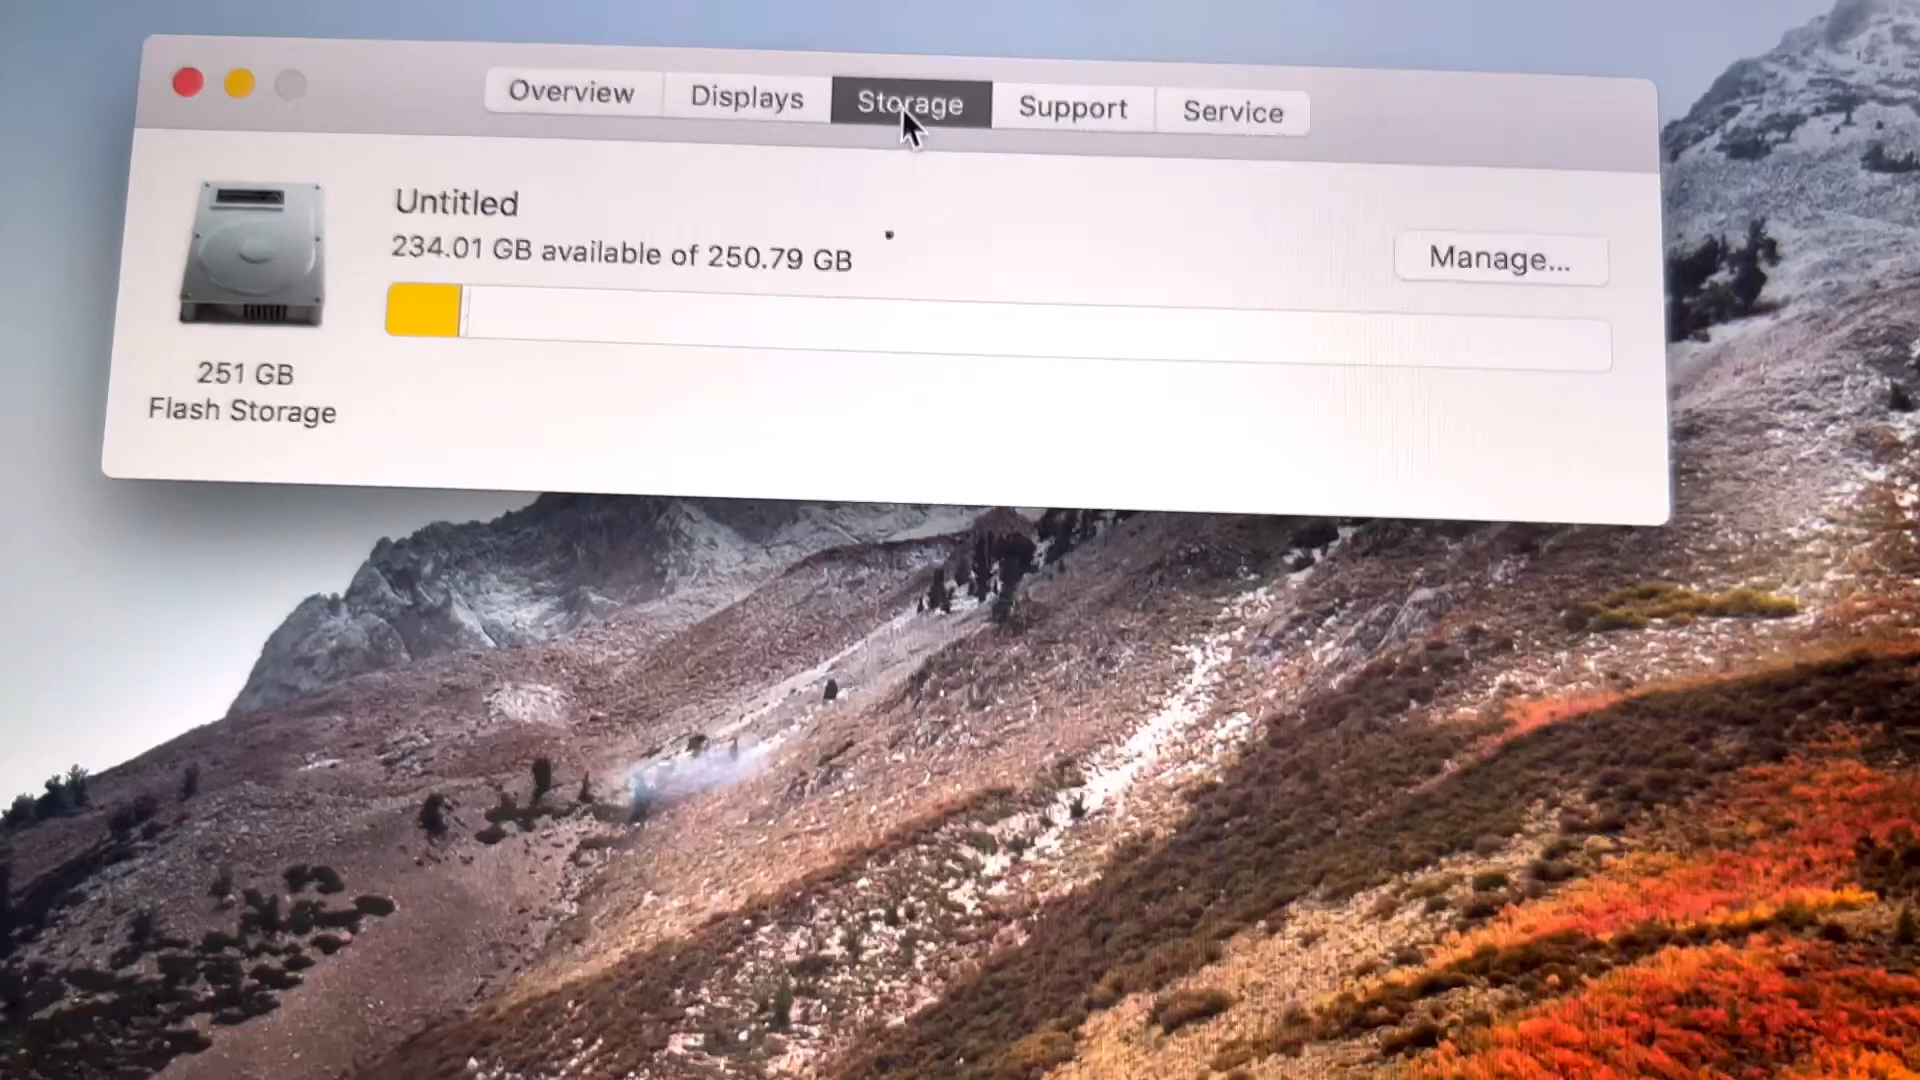 Overview Displays Storage Support Service
Untitled
234.01 GB available of 250.79 GB
Manage...
251 GB
Flash Storage